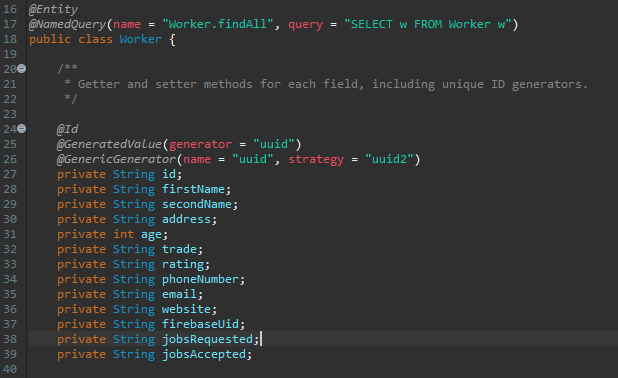 16 @Entity
17 @NamedQuery(name = "Worker.findAll", query = "SELECT w FROM Worker w")
18 public class Worker {
19
20 /**
21 * Getter and setter methods for each field, including unique ID generators.
22 */
23
24 @Id
25 @GeneratedValue(generator = "uuid")
26 @GenericGenerator(name = "uuid", strategy = "uuid2")
27 private String id;
28 private String firstName;
29 private String secondName;
30 private String address;
31 private int age;
32 private String trade;
33 private String rating;
34 private String phoneNumber;
35 private String email;
36 private String website;
37 private String firebaseUid;
38 private String jobsRequested;
39 private String jobsAccepted;
40